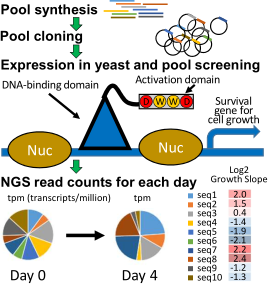 Pool synthesis
Pool cloning
Expression in yeast and pool screening
DNA-binding domain
Activation domain
D W W D
Survival
gene for
cell growth
Nuc
Nuc
NGS read counts for each day
Log2
Growth Slope
tpm (transcripts/million)
tpm
seq1 2.0
seq2 1.5
seq3 0.4
seq4 -1.4
seq5 -1.9
seq6 -2.1
seq7 2.2
seq8 2.4
seq9 -1.2
seq10 -1.3
Day 0
Day 4